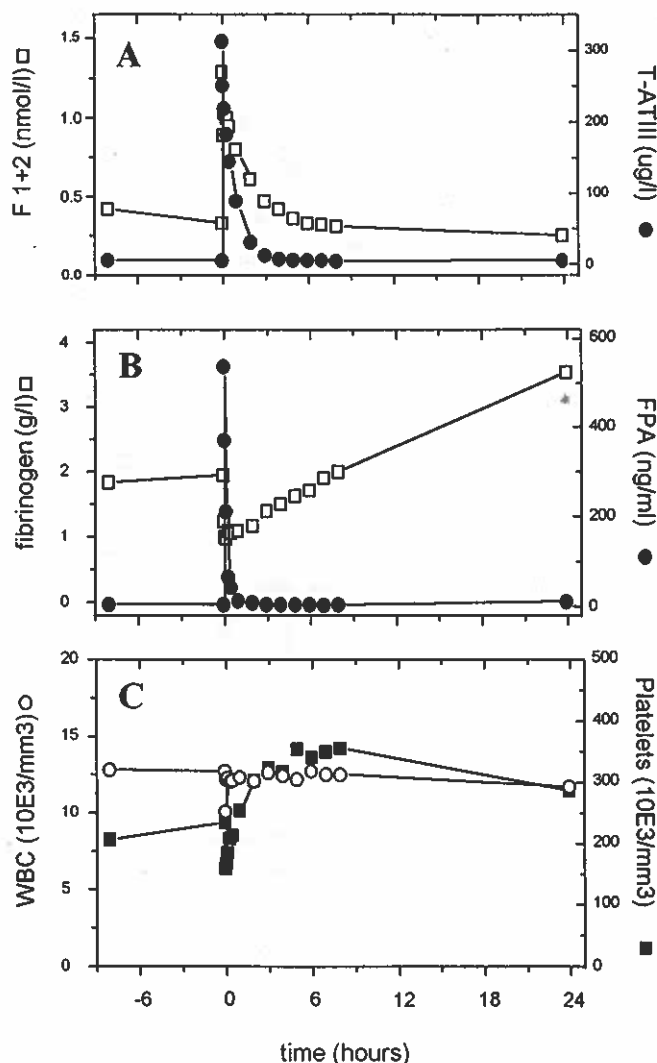 A
F 1+2 (nmol/l)
1.5
1.0
0.5
0.0
300
200
100
0
T-ATIII (ug/l)
B
fibrinogen (g/l)
4
3
2
1
0
600
400
200
0
FPA (ng/ml)
C
WBC (10E3/mm3)
20
15
10
5
0
500
400
300
200
100
0
Platelets (10E3/mm3)
-6 0 6 12 18 24
time (hours)